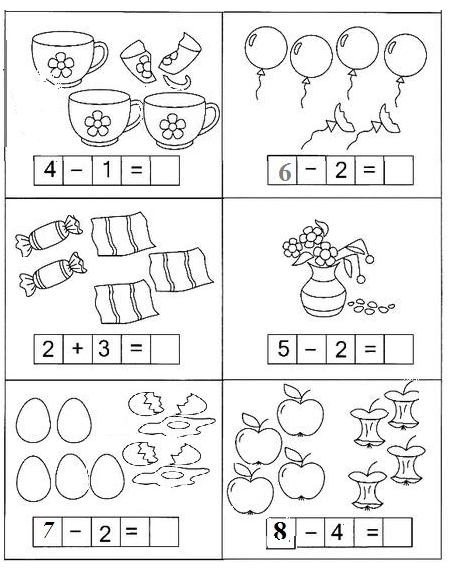 4 - 1 =
6 - 2 =
2 + 3 =
5 - 2 =
7 - 2 =
8 - 4 =